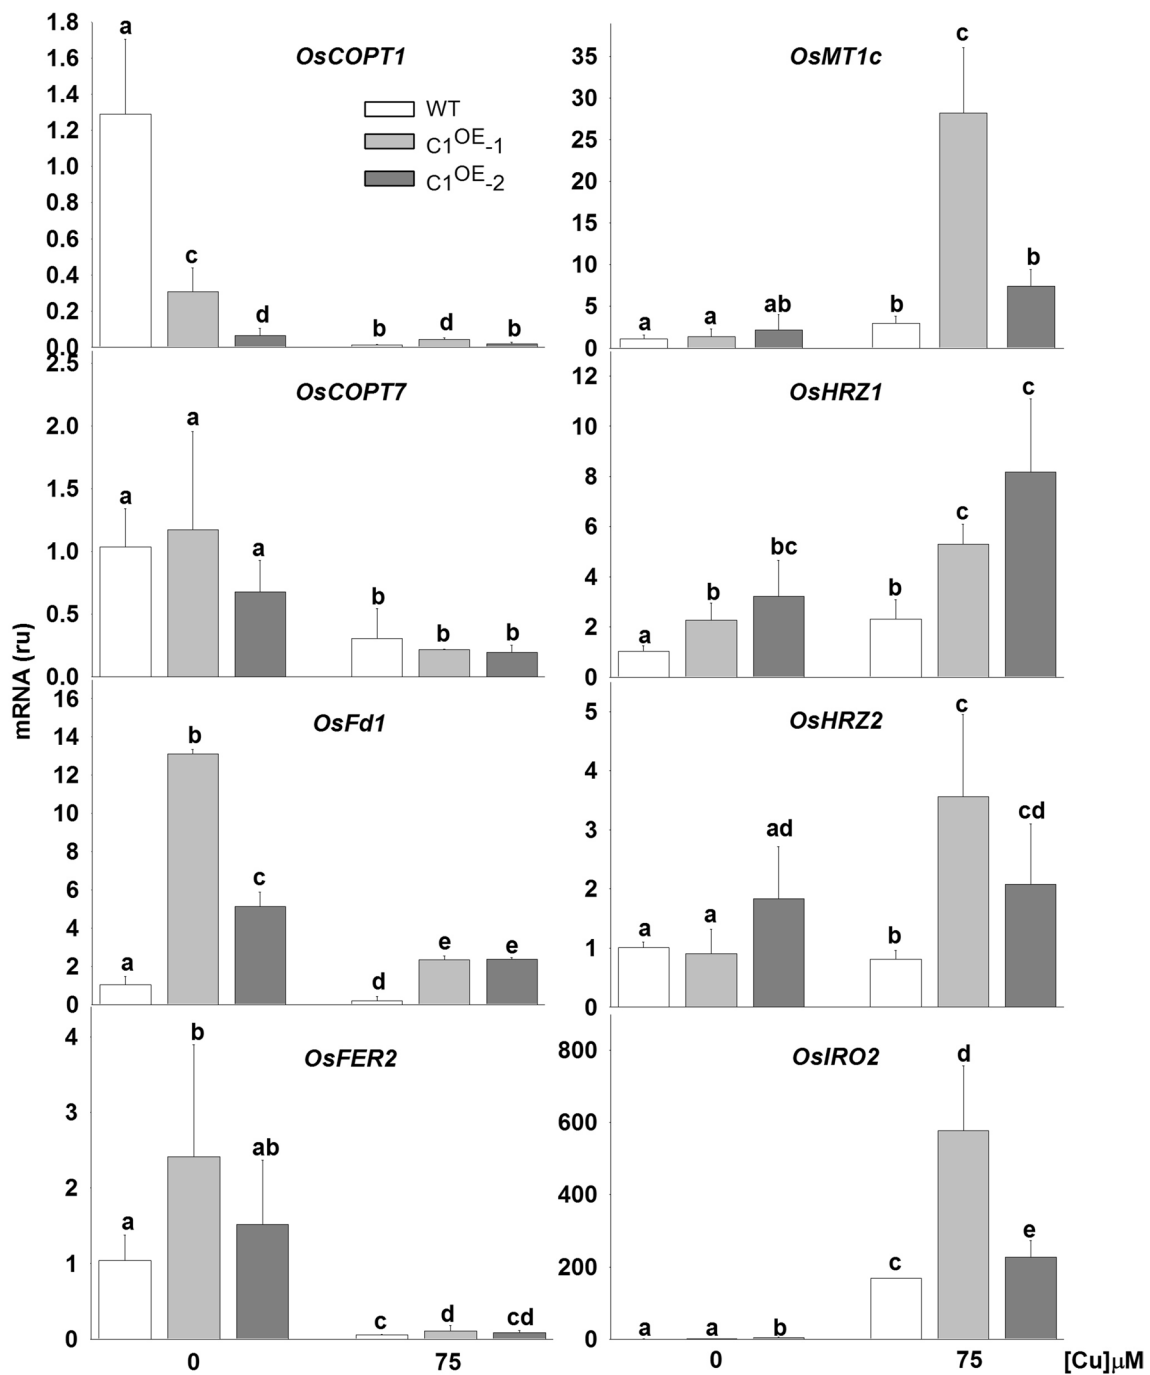 mRNA (ru)
OsCOPT1
WT
C1OE-1
C1OE-2
1.8
1.6
1.4
1.2
1.0
0.8
0.6
0.4
0.2
0.0
a
c
d
b
d
b
OsMT1c
35
30
25
20
15
10
5
0
a
a
ab
b
c
b
OsCOPT7
2.5
2.0
1.5
1.0
0.5
0.0
a
a
a
b
b
b
OsHRZ1
12
10
8
6
4
2
0
a
b
bc
b
c
c
OsFd1
16
14
12
10
8
6
4
2
0
a
b
c
d
e
e
OsHRZ2
5
4
3
2
1
0
a
a
ad
b
c
cd
OsFER2
4
3
2
1
0
a
b
ab
c
d
cd
0
75
OsIRO2
800
600
400
200
0
a
a
b
c
d
e
0
75
[Cu]µM